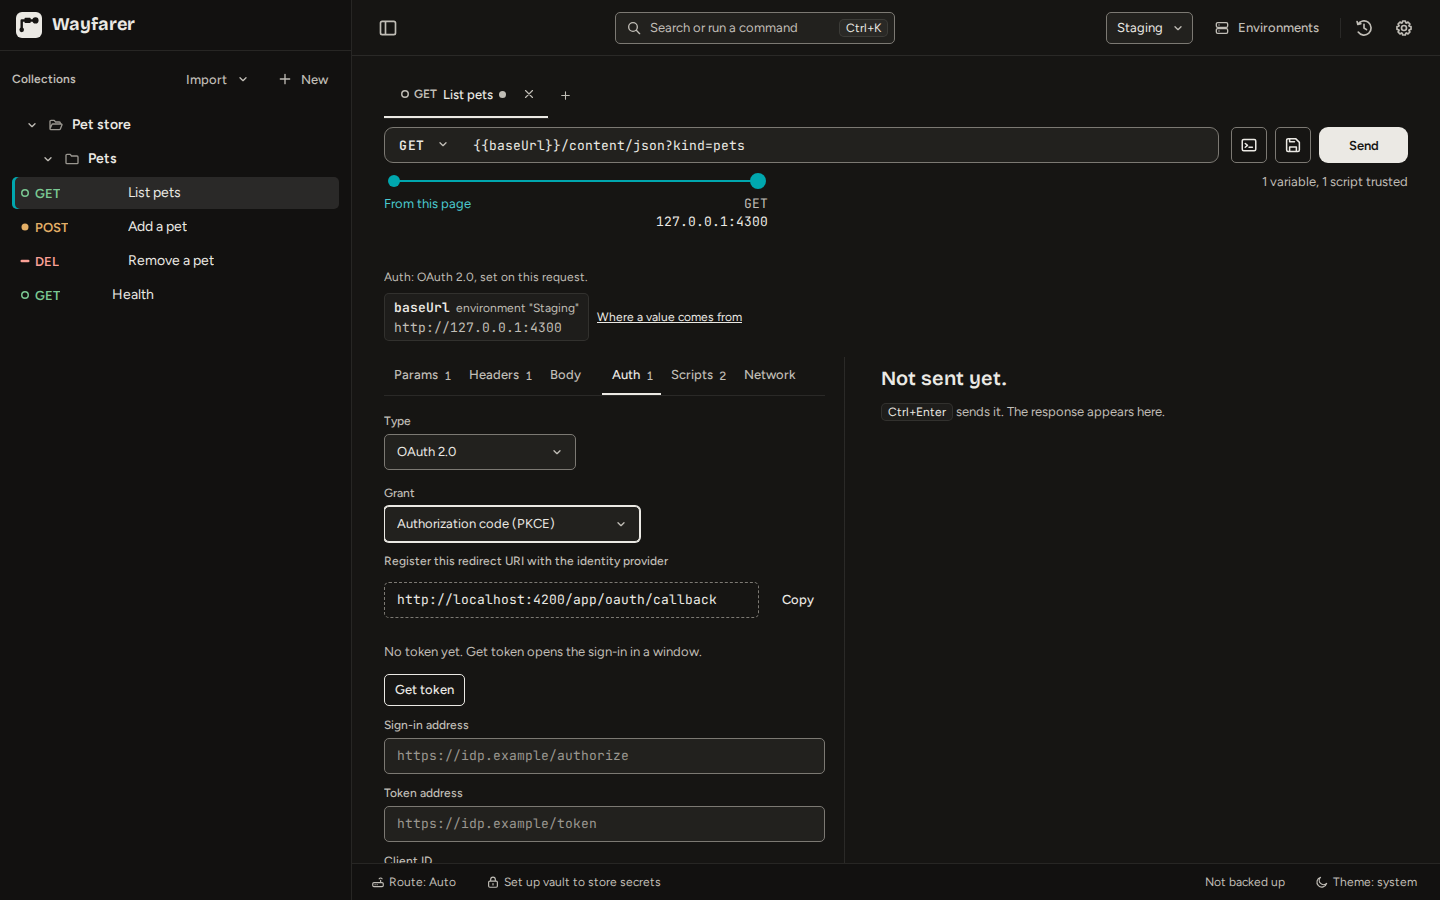 Wayfarer
Search or run a command Ctrl+K
Staging
Environments
Collections
Import
New
Pet store
Pets
GET List pets
POST Add a pet
DEL Remove a pet
GET Health
GET List pets
GET {{baseUrl}}/content/json?kind=pets
Send
1 variable, 1 script trusted
From this page
GET
127.0.0.1:4300
Auth: OAuth 2.0, set on this request.
baseUrl environment "Staging"
http://127.0.0.1:4300
Where a value comes from
Params 1 Headers 1 Body Auth 1 Scripts 2 Network
Type
OAuth 2.0
Grant
Authorization code (PKCE)
Register this redirect URI with the identity provider
http://localhost:4200/app/oauth/callback
Copy
No token yet. Get token opens the sign-in in a window.
Get token
Sign-in address
https://idp.example/authorize
Token address
https://idp.example/token
Client ID
Not sent yet.
Ctrl+Enter sends it. The response appears here.
Route: Auto
Set up vault to store secrets
Not backed up
Theme: system